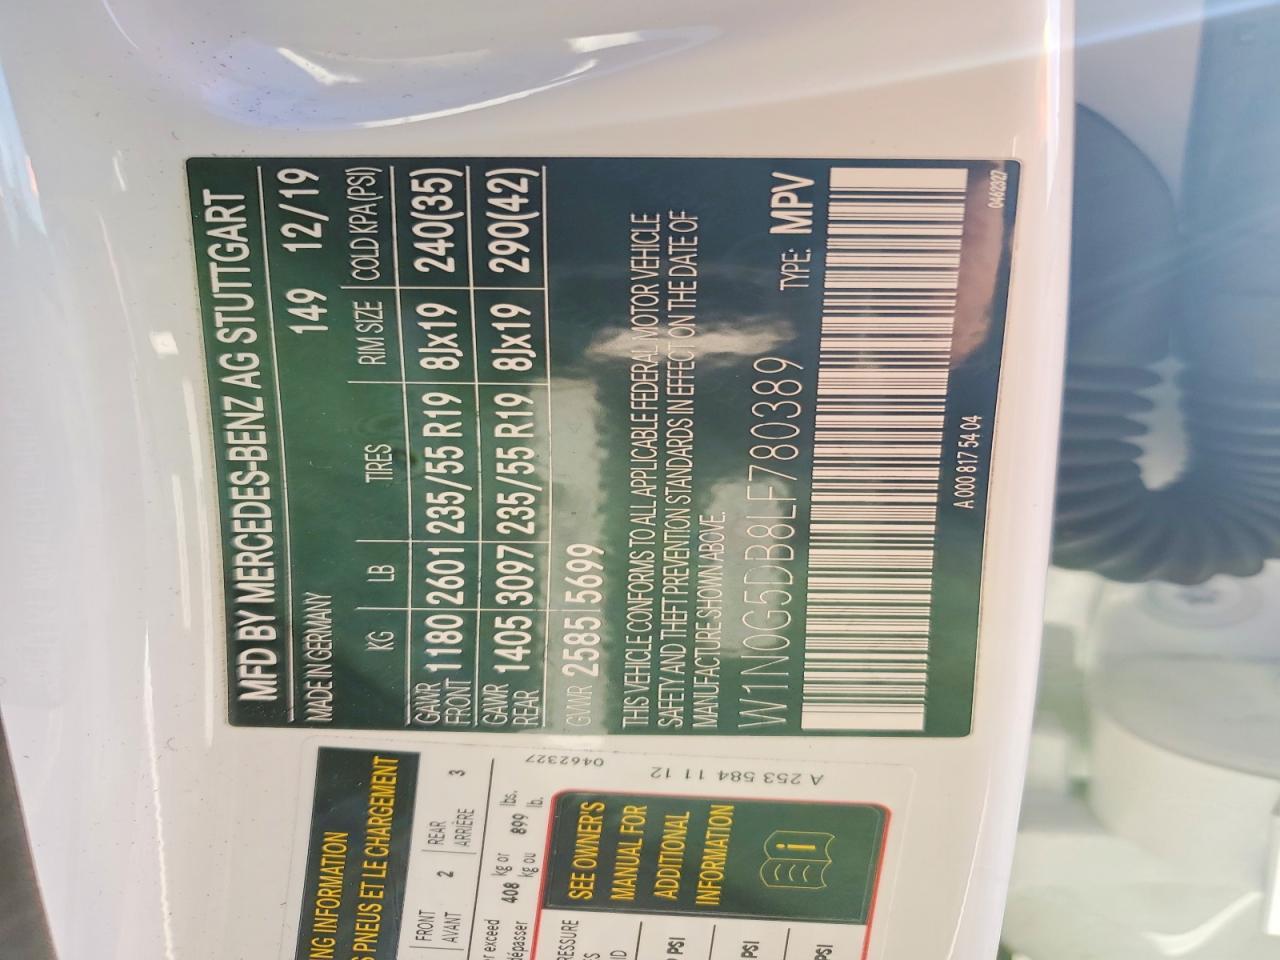 MFD BY MERCEDES-BENZ AG STUTTGART
MADE IN GERMANY 149 12/19
KG LB TIRES RIM SIZE COLD KPA(PSI)
GAWR FRONT 1180 2601 235/55 R19 8Jx19 240(35)
GAWR REAR 1405 3097 235/55 R19 8Jx19 290(42)
GVWR 2585 5699
THIS VEHICLE CONFORMS TO ALL APPLICABLE FEDERAL MOTOR VEHICLE
SAFETY AND THEFT PREVENTION STANDARDS IN EFFECT ON THE DATE OF
MANUFACTURE SHOWN ABOVE.
W1N0G5DB8LF780389 TYPE: MPV
A 000 817 54 04
0462327
INFORMATION
PNEUS ET LE CHARGEMENT
FRONT 2 REAR 3
AVANT ARRIÈRE
exceed 408 kg or 899 lbs.
kg ou lb.
0462327
A 253 584 11 12
SEE OWNER'S
MANUAL FOR
ADDITIONAL
INFORMATION
i
PSI
PSI
PSI